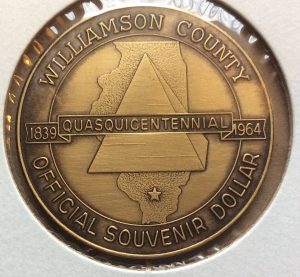 WILLIAMSON COUNTY
1839 QUASQUICENTENNIAL 1964
OFFICIAL SOUVENIR DOLLAR